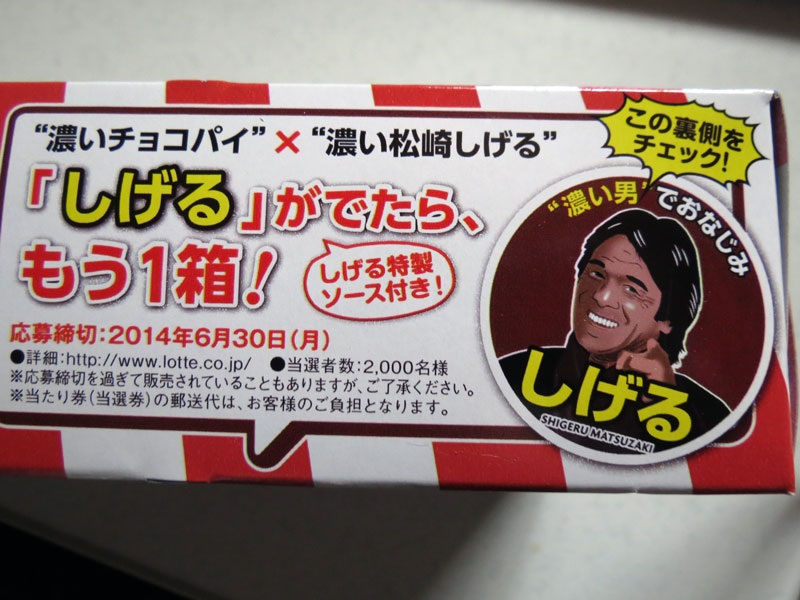 “濃いチョコパイ”×“濃い松崎しげる”
「しげる」がでたら、
もう1箱!
しげる特製
ソース付き!
応募締切:2014年6月30日(月)
●詳細:http://www.lotte.co.jp/ ●当選者数:2,000名様
※応募締切を過ぎて販売されていることもありますが、ご了承ください。
※当たり券(当選券)の郵送代は、お客様のご負担となります。
この裏側を
チェック!
“濃い男”でおなじみ
しげる
SHIGERU MATSUZAKI